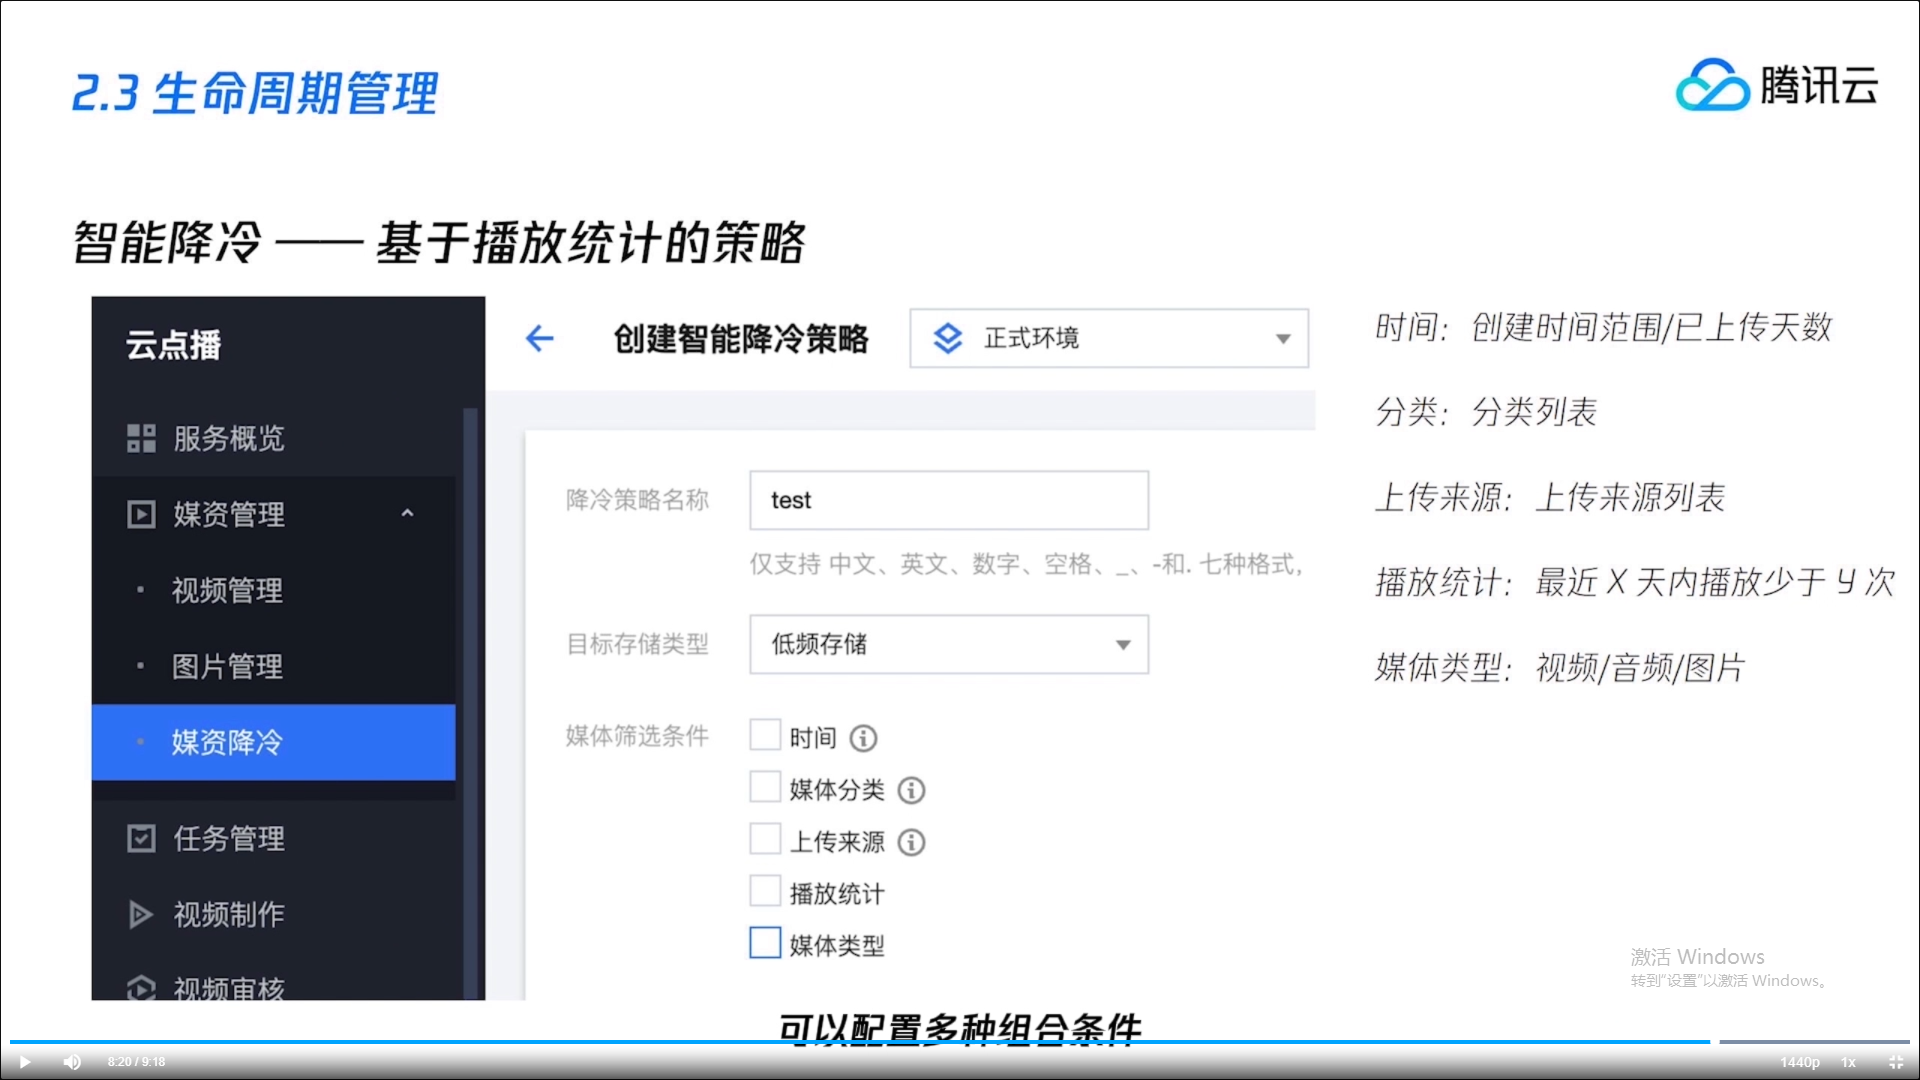 2.3 生命周期管理
腾讯云
智能降冷 —— 基于播放统计的策略
云点播
服务概览
媒资管理
视频管理
图片管理
媒资降冷
任务管理
视频制作
视频审核
创建智能降冷策略
正式环境
降冷策略名称
test
仅支持 中文、英文、数字、空格、_、-和. 七种格式,
目标存储类型
低频存储
媒体筛选条件
时间
媒体分类
上传来源
播放统计
媒体类型
时间: 创建时间范围/已上传天数
分类: 分类列表
上传来源: 上传来源列表
播放统计: 最近 X 天内播放少于 Y 次
媒体类型: 视频/音频/图片
激活 Windows
转到“设置”以激活 Windows。
可以配置多种组合条件
8:20 / 9:18
1440p
1x